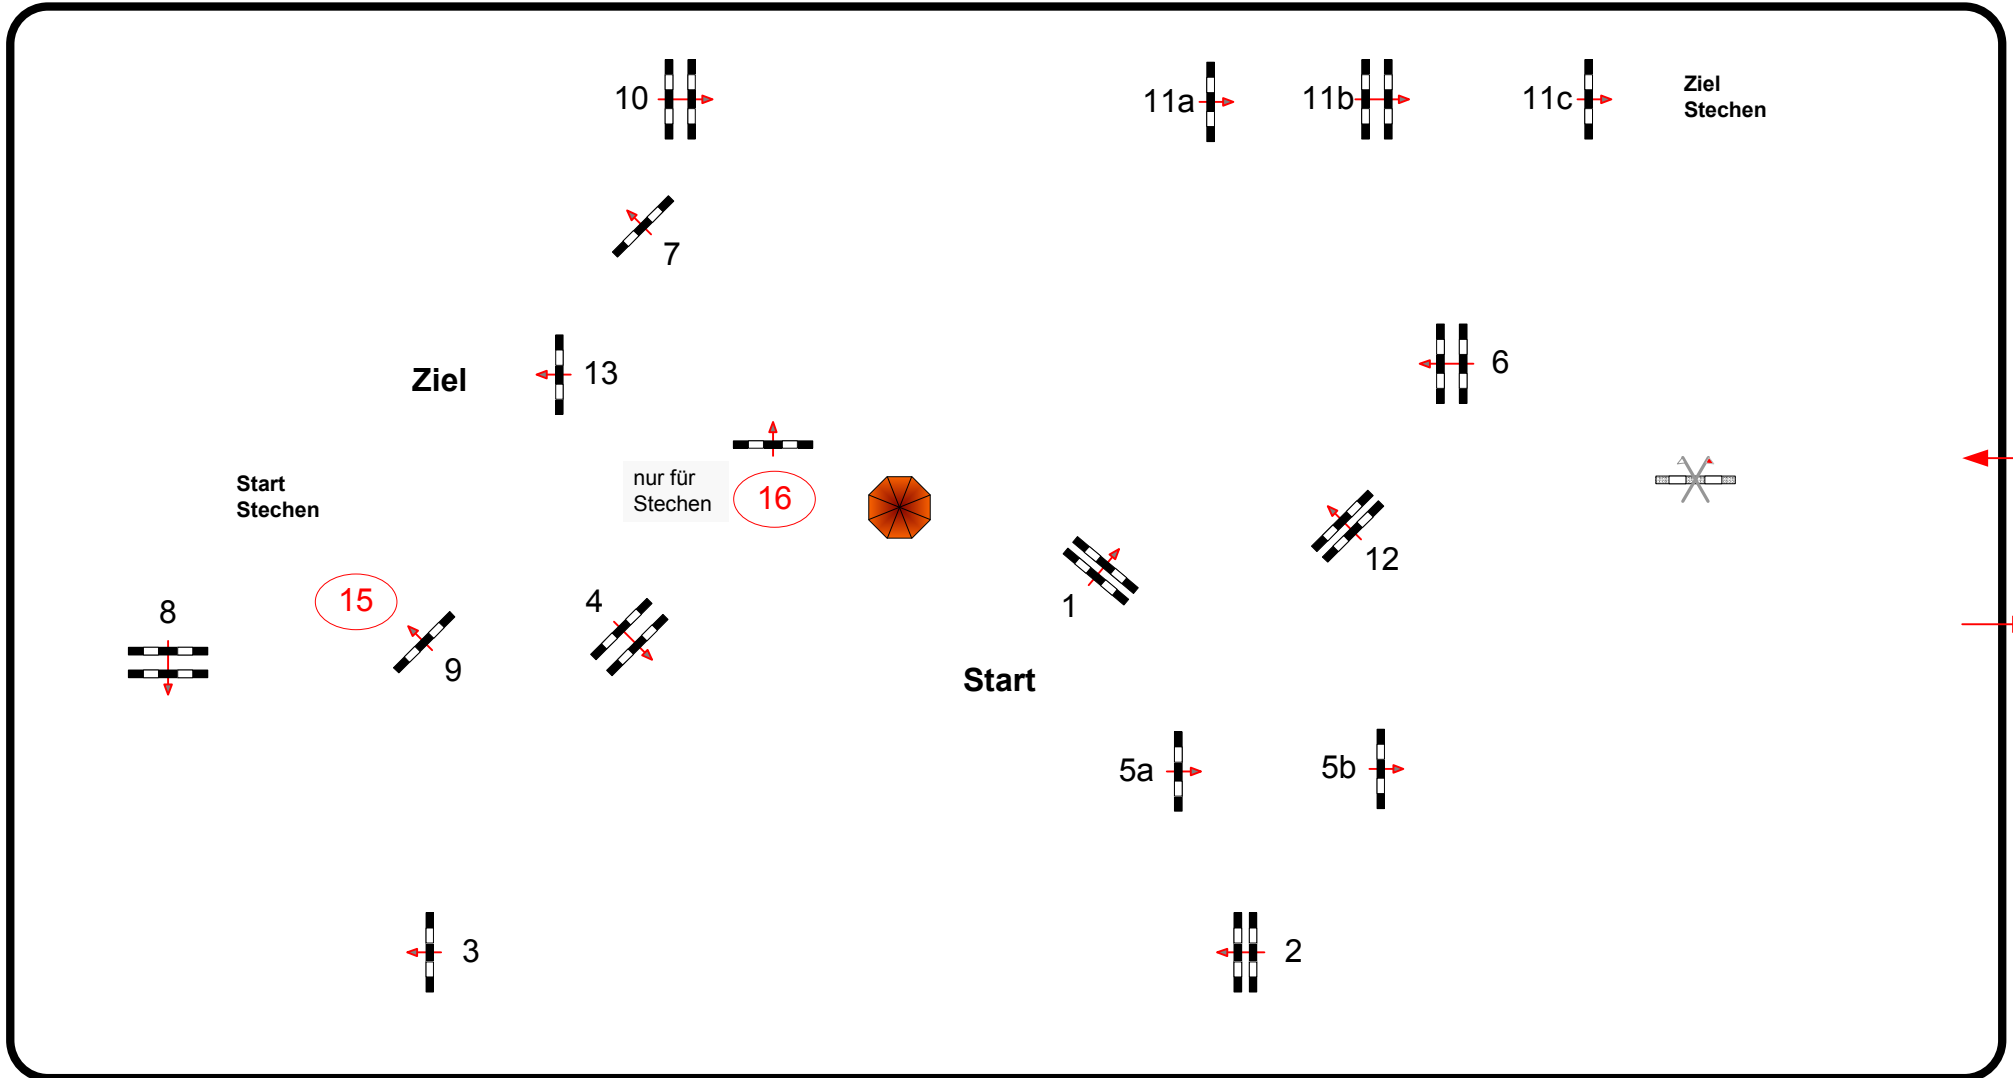 10
11a
11b
11c
Ziel
Stechen
7
13
Ziel
6
Start
Stechen
nur für
Stechen
16
12
15
8
9
4
1
Start
5a
5b
3
2